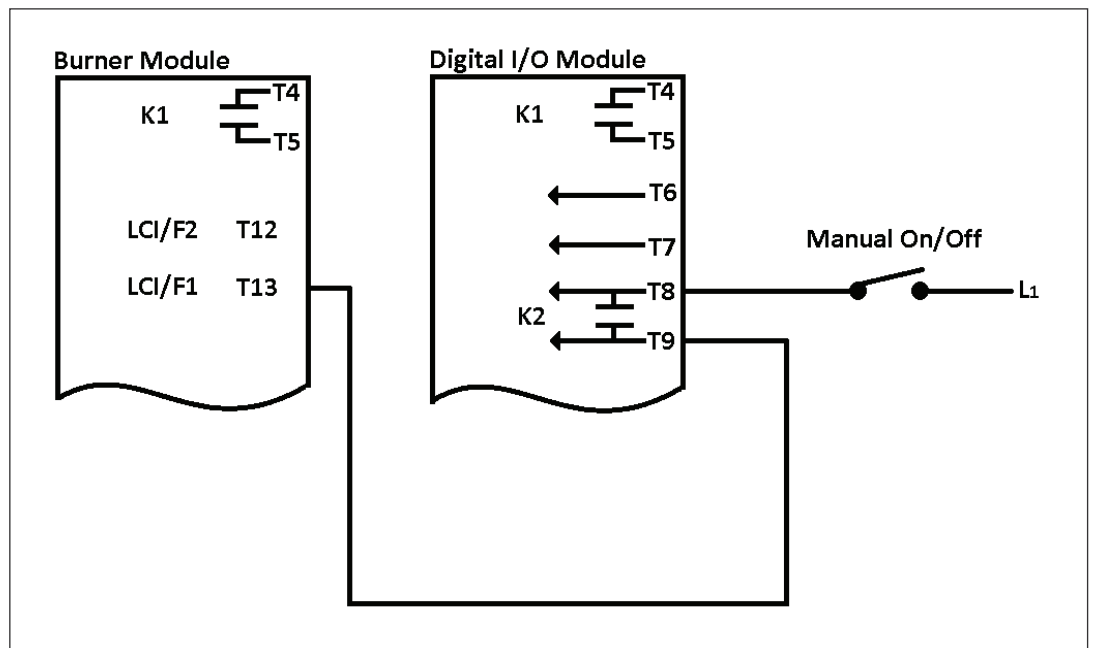 Burner Module
Digital I/O Module
T4
K1
T5
T4
K1
T5
T6
T7
LCI/F2 T12
LCI/F1 T13
T8
K2
T9
Manual On/Off
L1